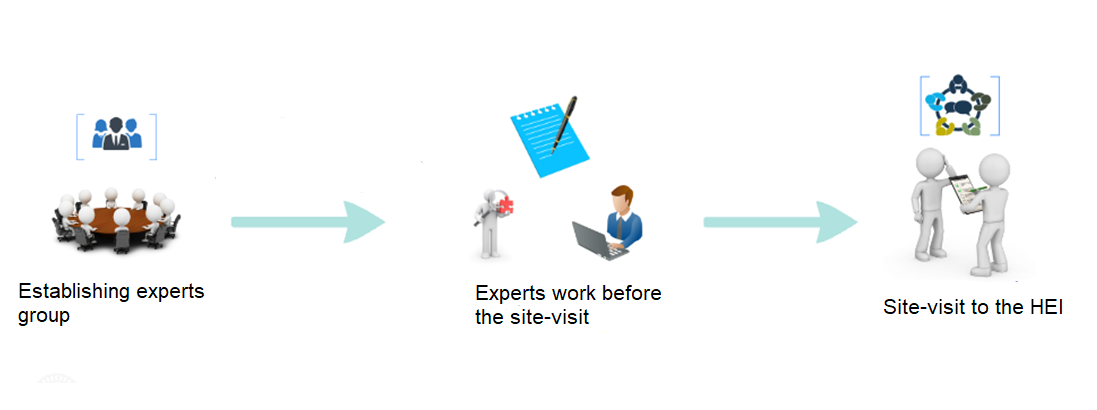 Establishing experts
group
Experts work before
the site-visit
Site-visit to the HEI